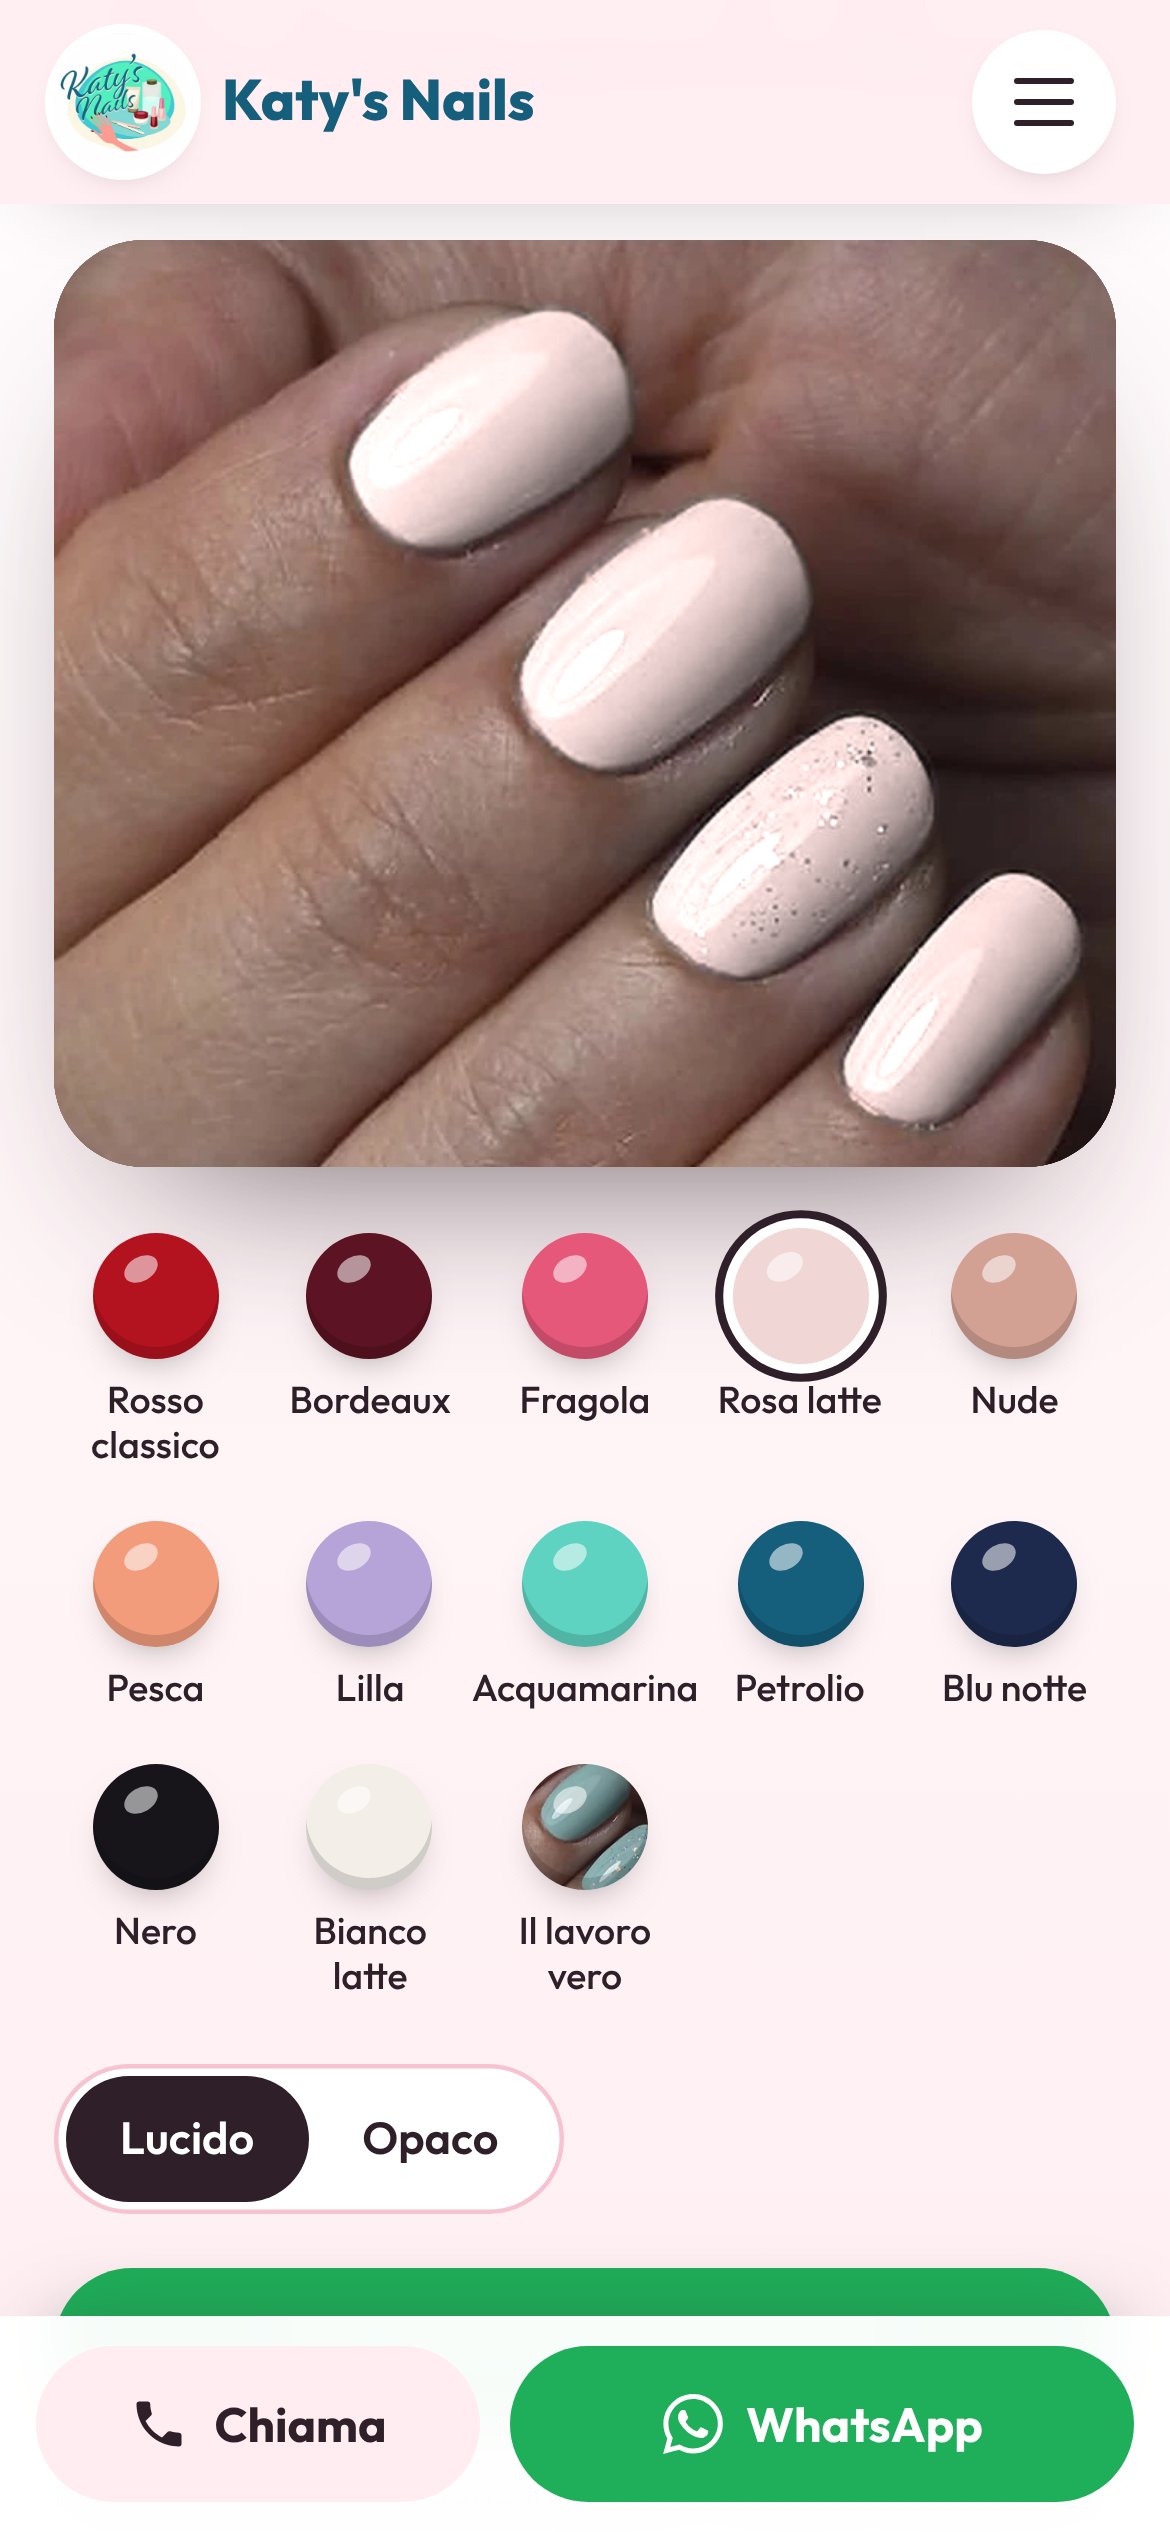 Katy's
Nails
Katy's Nails
Rosso
classico
Bordeaux
Fragola
Rosa latte
Nude
Pesca
Lilla
Acquamarina
Petrolio
Blu notte
Nero
Bianco
latte
Il lavoro
vero
Lucido
Opaco
Chiama
WhatsApp